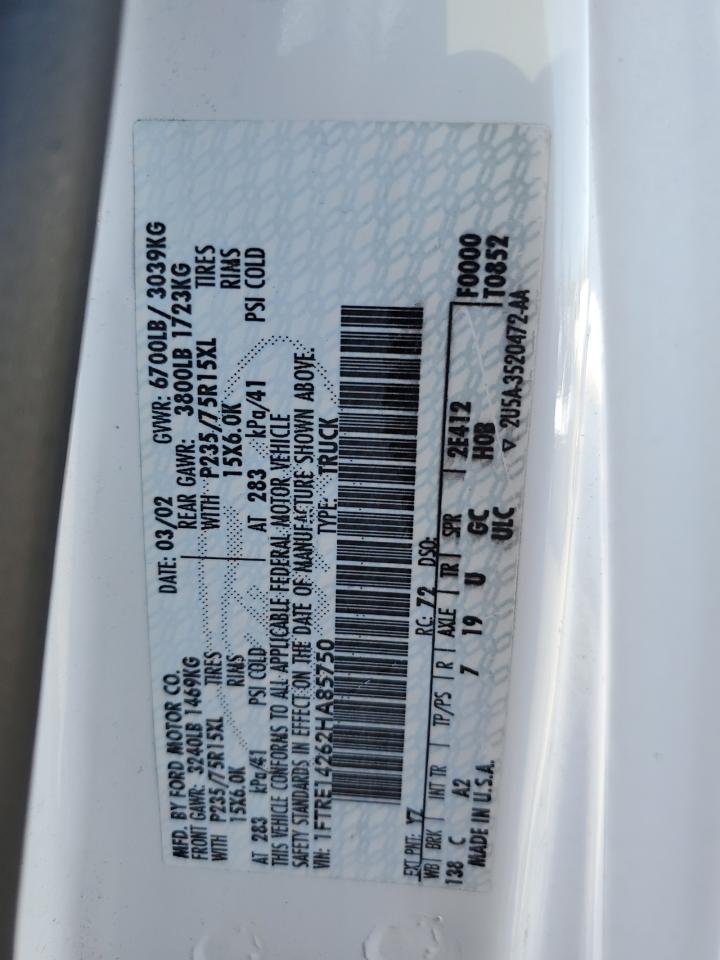 MFD. BY FORD MOTOR CO.
DATE: 03/02 GVWR: 6700LB/ 3039KG
FRONT GAWR: 3240LB 1469KG REAR GAWR: 3800LB 1723KG
WITH P235/75R15XL TIRES WITH P235/75R15XL TIRES
15X6.0K RIMS 15X6.0K RIMS
AT 283 kPa/41 PSI COLD AT 283 kPa/41 PSI COLD
THIS VEHICLE CONFORMS TO ALL APPLICABLE FEDERAL MOTOR VEHICLE
SAFETY STANDARDS IN EFFECT ON THE DATE OF MANUFACTURE SHOWN ABOVE.
VIN: 1FTRE14262HA85750 TYPE: TRUCK
EXT PNT: YZ RC: 72 DSO:
WB BRK INT TR TP/PS R AXLE TR SPR 2E412 F0000
138 C A2 7 19 U GC H0B T0852
MADE IN U.S.A. ULC ▽ 2U5A3520472-AA